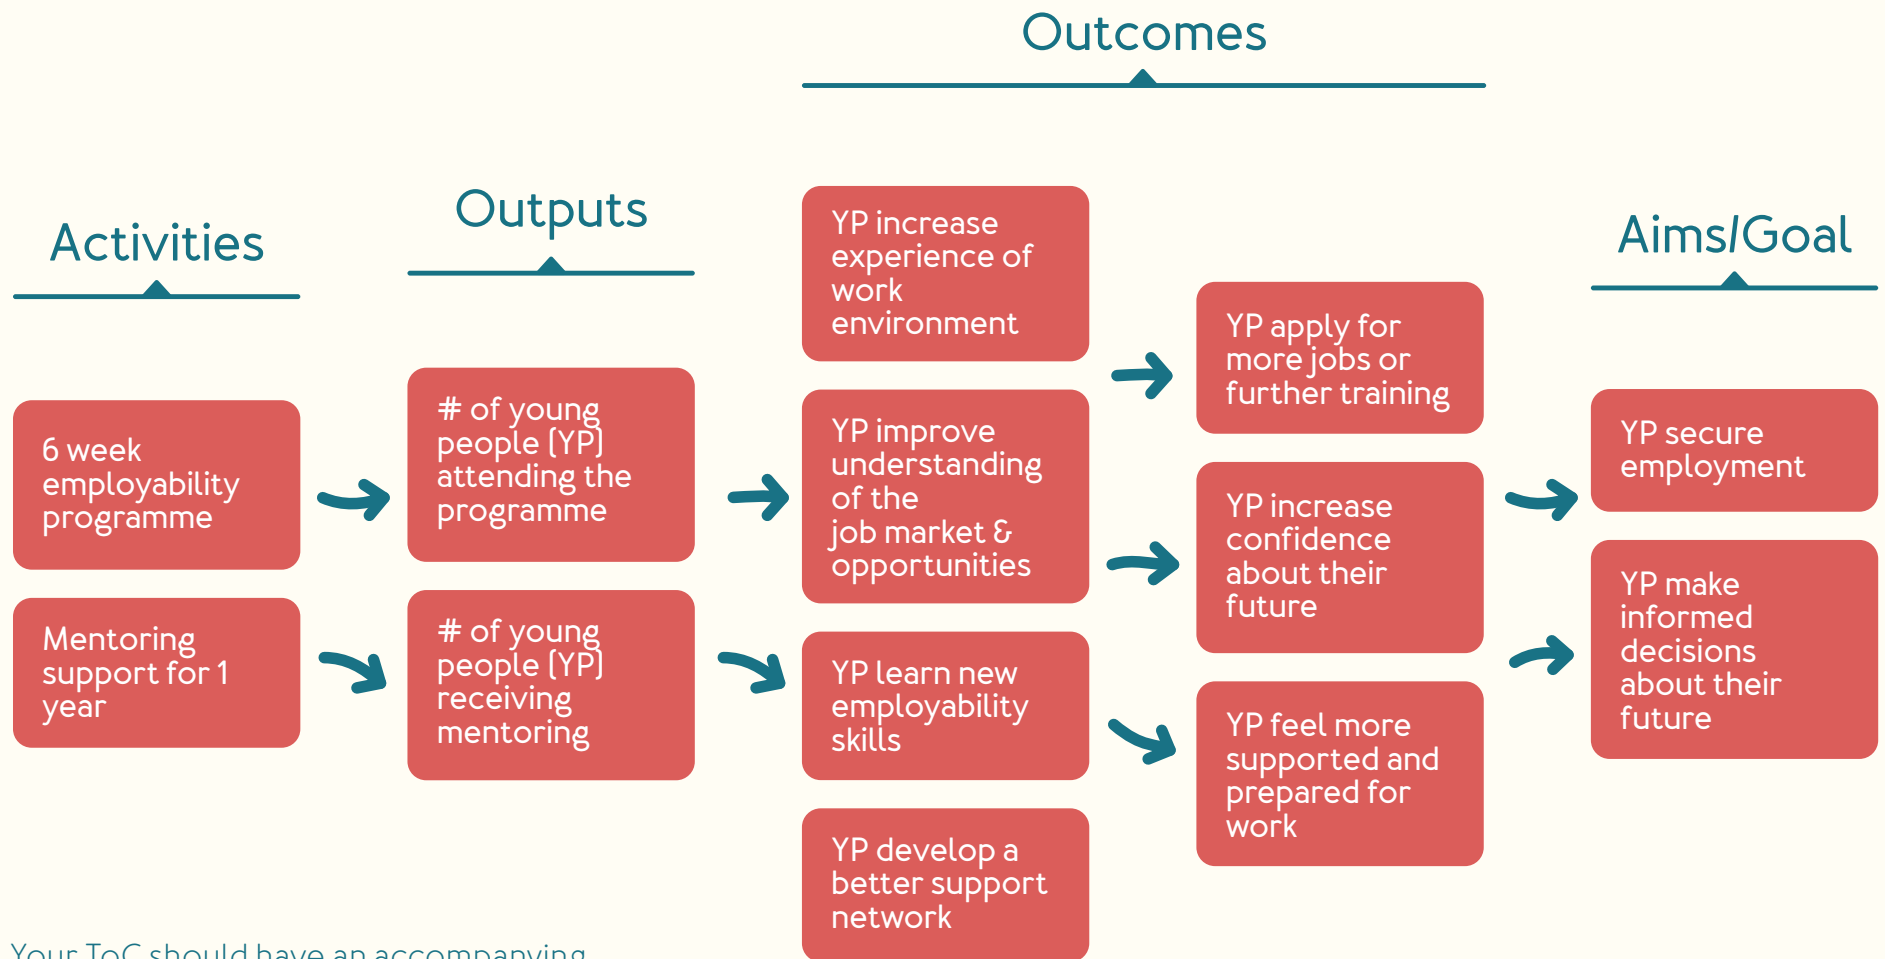 Outcomes
Activities
Outputs
Aims/Goal
6 week
employability
programme
Mentoring
support for 1
year
# of young
people (YP)
attending the
programme
# of young
people (YP)
receiving
mentoring
YP increase
experience of
work
environment
YP improve
understanding
of the
job market &
opportunities
YP learn new
employability
skills
YP develop a
better support
network
YP apply for
more jobs or
further training
YP increase
confidence
about their
future
YP feel more
supported and
prepared for
work
YP secure
employment
YP make
informed
decisions
about their
future
Your ToC should have an accompanying